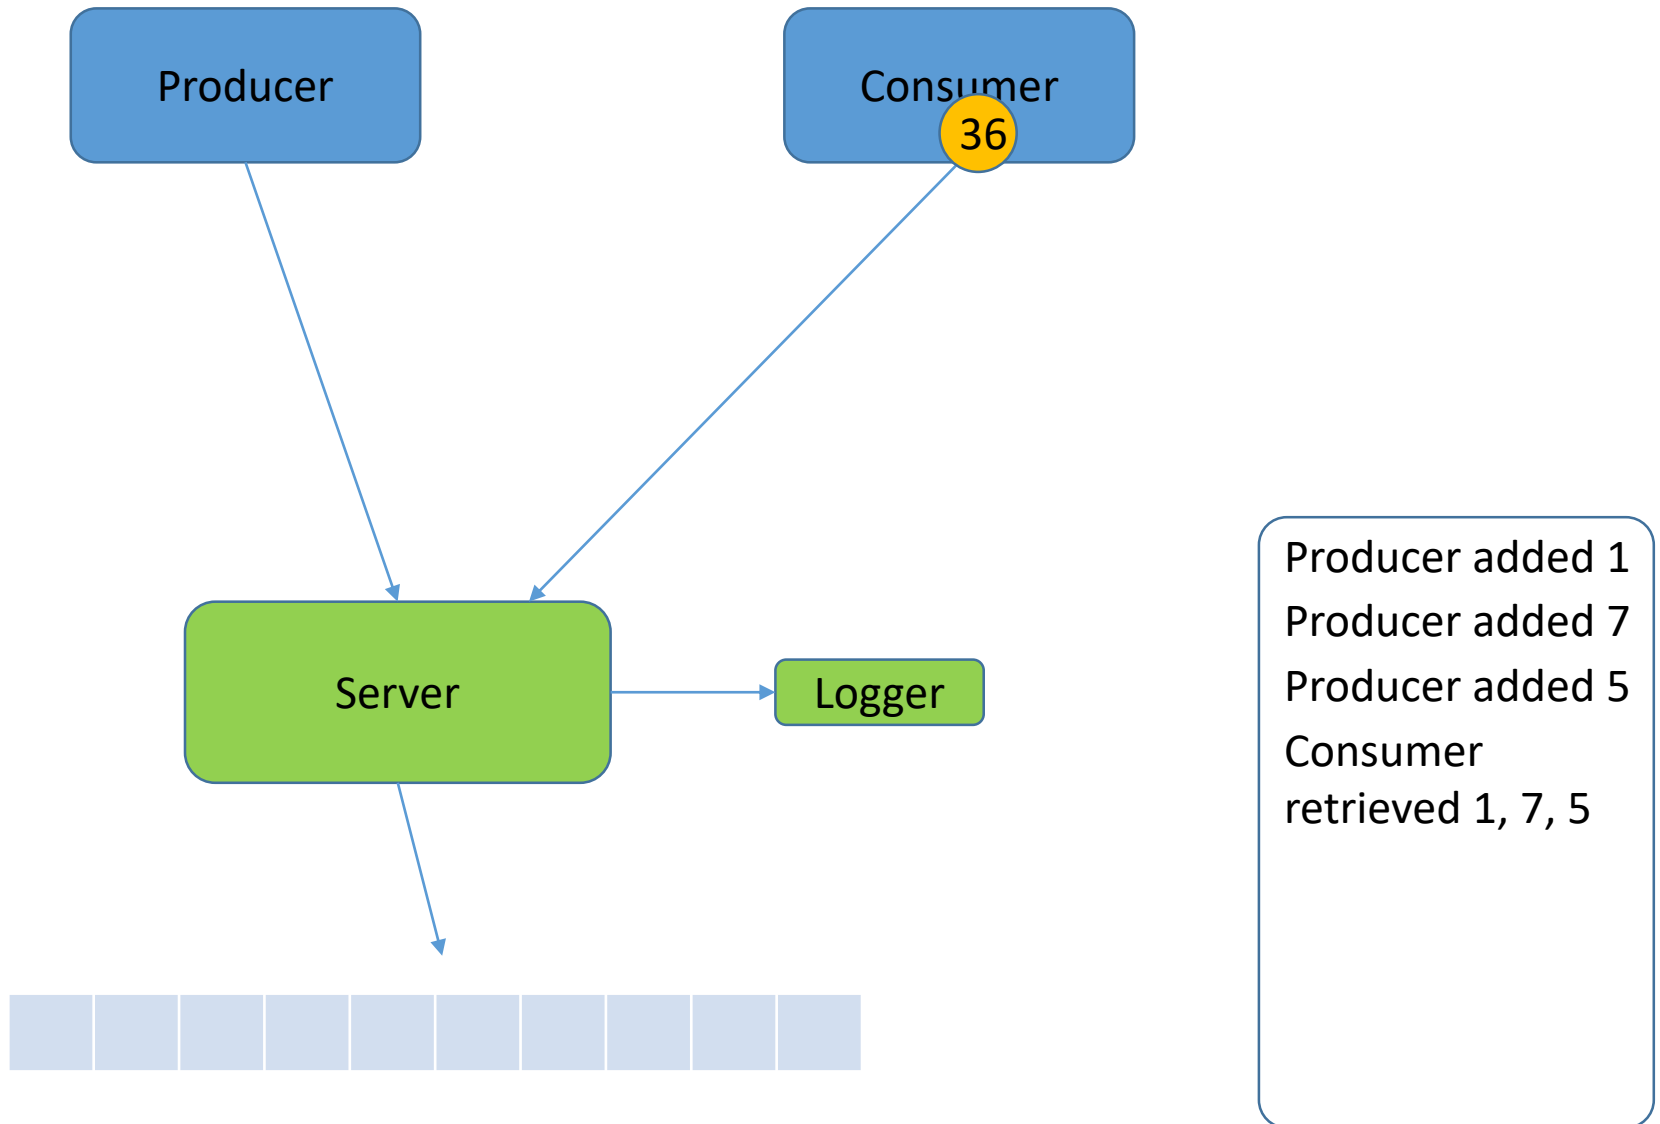 Producer
Consumer
36
Server
Logger
Producer added 1
Producer added 7
Producer added 5
Consumer
retrieved 1, 7, 5